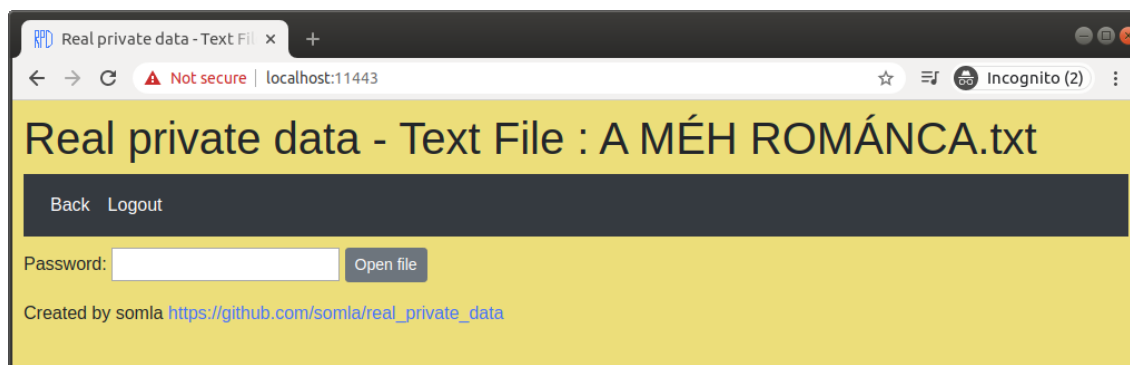 RPD Real private data - Text Fil
Not secure localhost:11443 Incognito (2)
Real private data - Text File : A MÉH ROMÁNCA.txt
Back Logout
Password: Open file
Created by somla https://github.com/somla/real_private_data